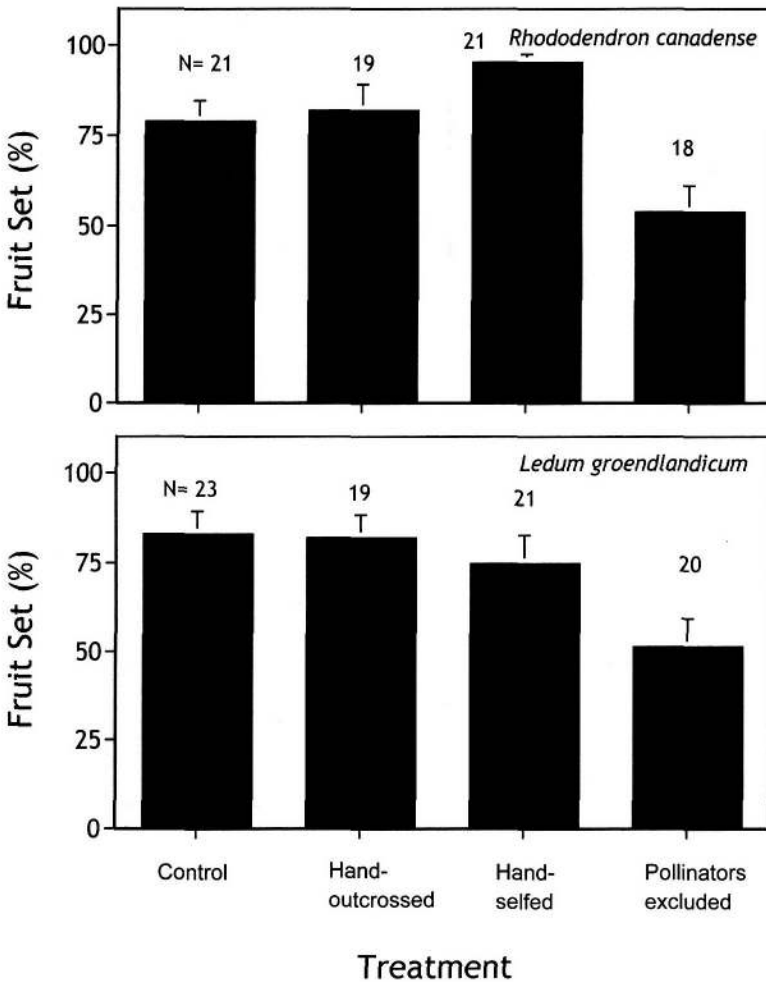 Rhododendron canadense
N= 21
19
21
18
100
75
50
25
0
Fruit Set (%)
Ledum groendlandicum
N= 23
19
21
20
100
75
50
25
0
Fruit Set (%)
Control
Hand-
outcrossed
Hand-
selfed
Pollinators
excluded
Treatment